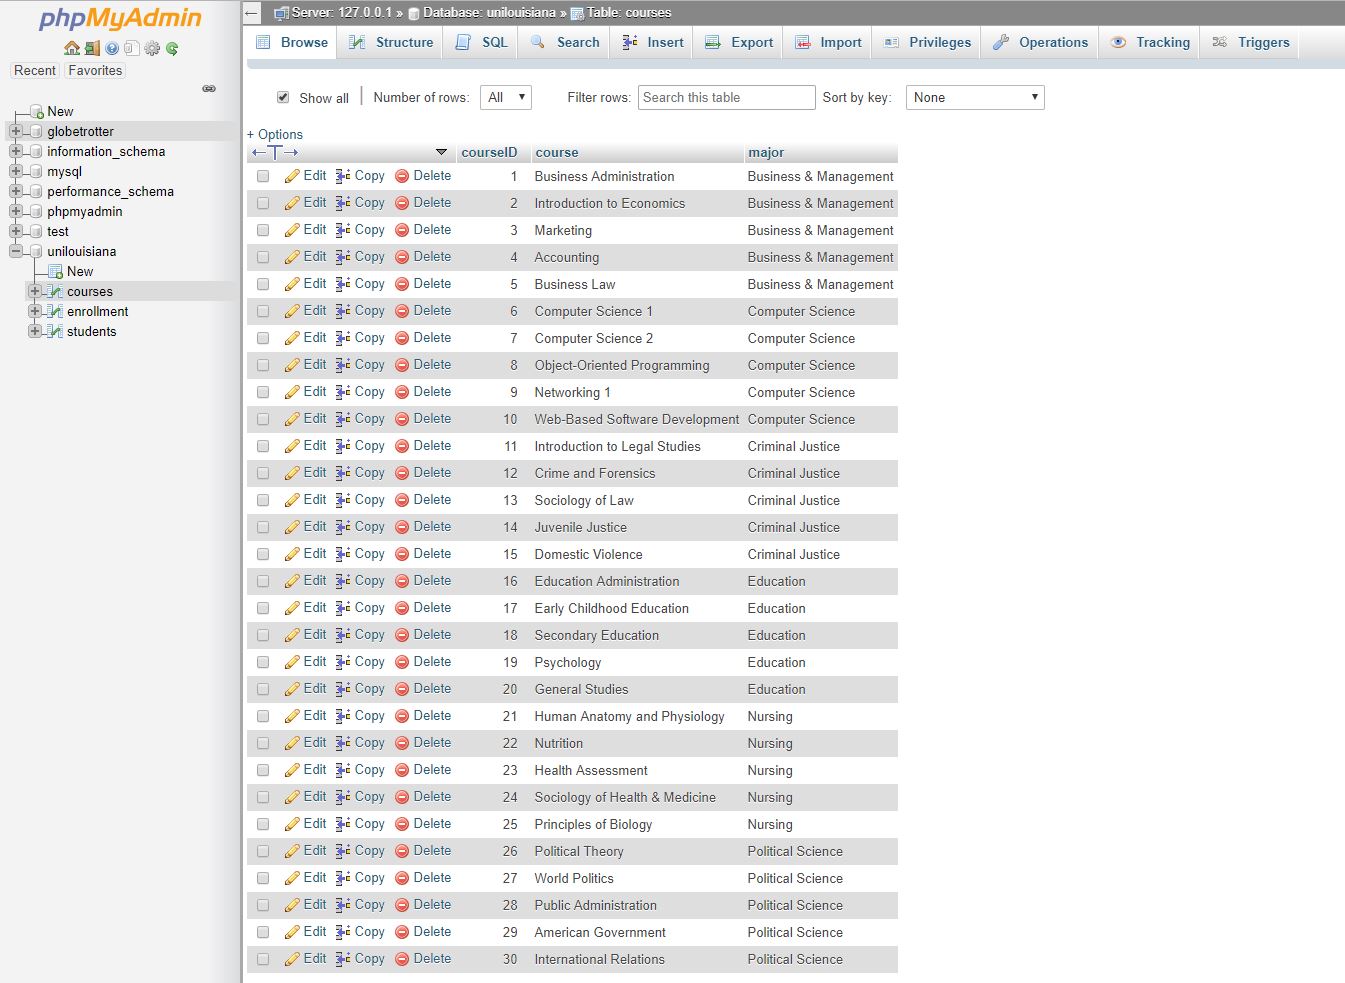 phpMyAdmin
Recent Favorites
New
globetrotter
information_schema
mysql
performance_schema
phpmyadmin
test
unilouisiana
New
courses
enrollment
students
Server: 127.0.0.1 » Database: unilouisiana » Table: courses
Browse Structure SQL Search Insert Export Import Privileges Operations Tracking Triggers
Show all Number of rows: All Filter rows: Search this table Sort by key: None
+ Options
←T→ courseID course major
Edit Copy Delete 1 Business Administration Business & Management
Edit Copy Delete 2 Introduction to Economics Business & Management
Edit Copy Delete 3 Marketing Business & Management
Edit Copy Delete 4 Accounting Business & Management
Edit Copy Delete 5 Business Law Business & Management
Edit Copy Delete 6 Computer Science 1 Computer Science
Edit Copy Delete 7 Computer Science 2 Computer Science
Edit Copy Delete 8 Object-Oriented Programming Computer Science
Edit Copy Delete 9 Networking 1 Computer Science
Edit Copy Delete 10 Web-Based Software Development Computer Science
Edit Copy Delete 11 Introduction to Legal Studies Criminal Justice
Edit Copy Delete 12 Crime and Forensics Criminal Justice
Edit Copy Delete 13 Sociology of Law Criminal Justice
Edit Copy Delete 14 Juvenile Justice Criminal Justice
Edit Copy Delete 15 Domestic Violence Criminal Justice
Edit Copy Delete 16 Education Administration Education
Edit Copy Delete 17 Early Childhood Education Education
Edit Copy Delete 18 Secondary Education Education
Edit Copy Delete 19 Psychology Education
Edit Copy Delete 20 General Studies Education
Edit Copy Delete 21 Human Anatomy and Physiology Nursing
Edit Copy Delete 22 Nutrition Nursing
Edit Copy Delete 23 Health Assessment Nursing
Edit Copy Delete 24 Sociology of Health & Medicine Nursing
Edit Copy Delete 25 Principles of Biology Nursing
Edit Copy Delete 26 Political Theory Political Science
Edit Copy Delete 27 World Politics Political Science
Edit Copy Delete 28 Public Administration Political Science
Edit Copy Delete 29 American Government Political Science
Edit Copy Delete 30 International Relations Political Science